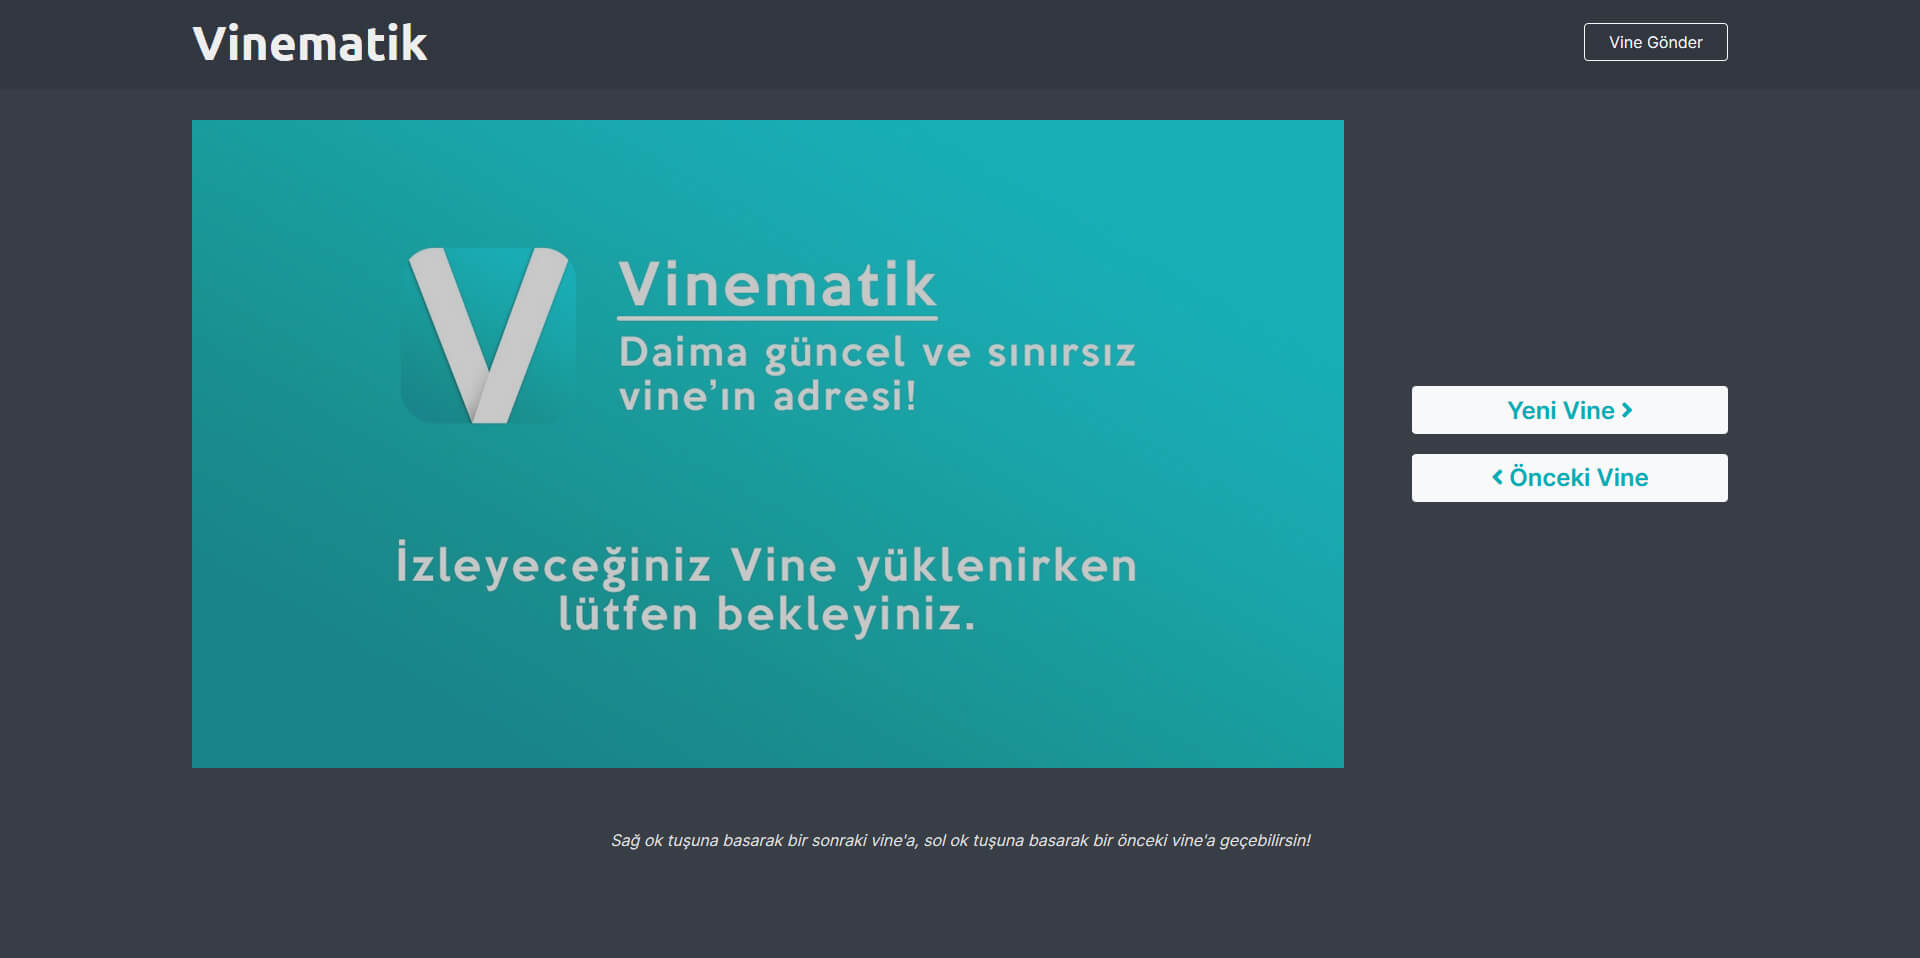 Vinematik
Vine Gönder
Vinematik
Daima güncel ve sınırsız
vine'ın adresi!
İzleyeceğiniz Vine yüklenirken
lütfen bekleyiniz.
Yeni Vine
Önceki Vine
Sağ ok tuşuna basarak bir sonraki vine'a, sol ok tuşuna basarak bir önceki vine'a geçebilirsin!